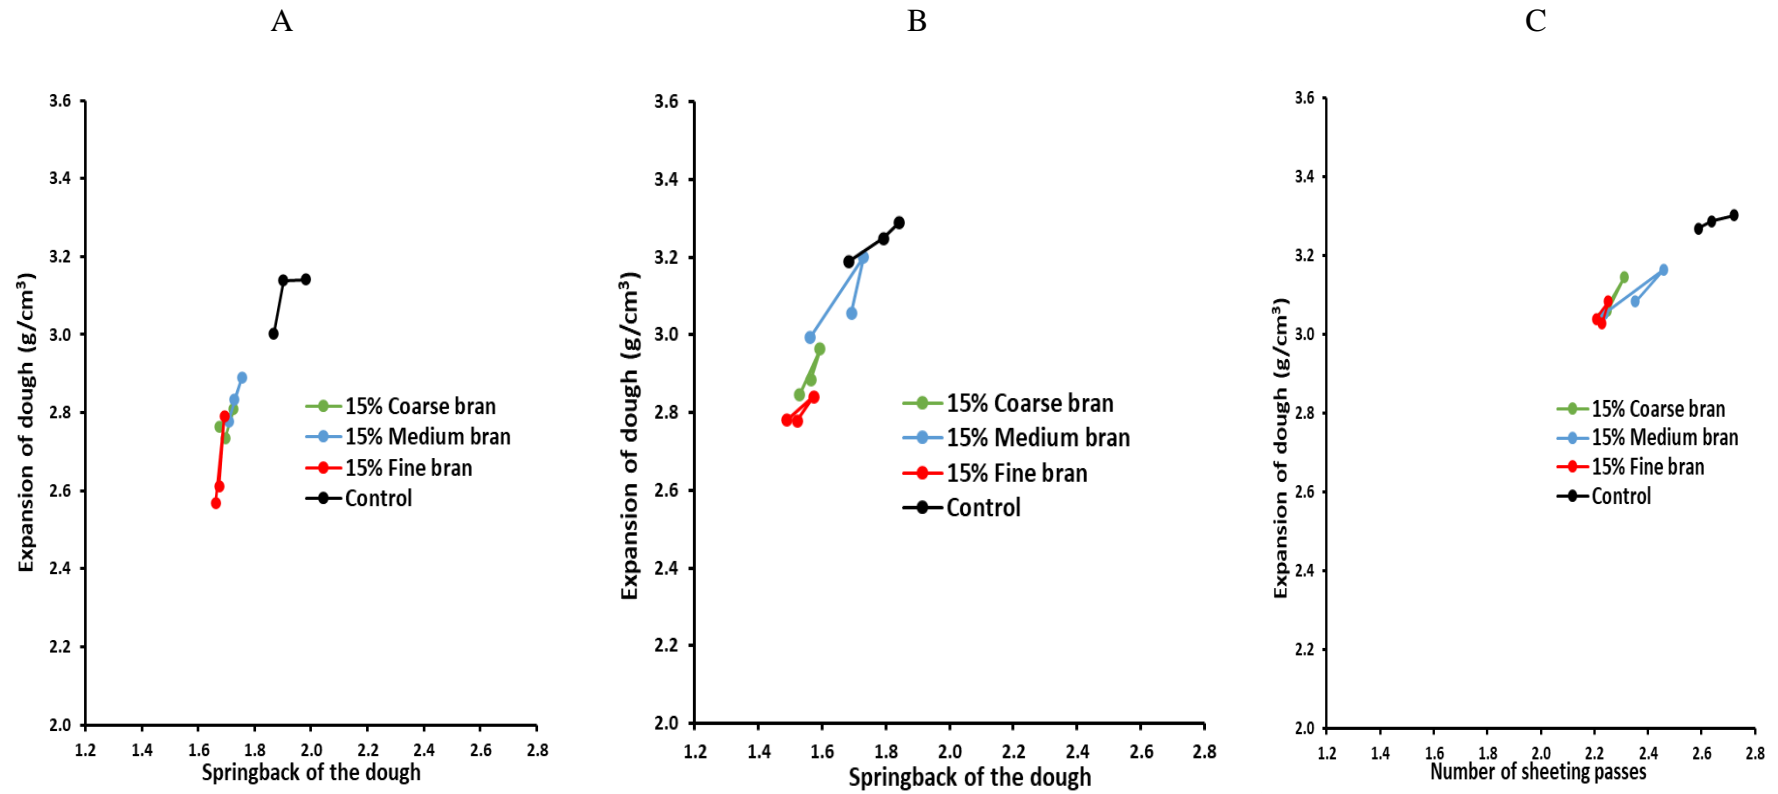 A
B
C
Expansion of dough (g/cm³)
3.6
3.4
3.2
3.0
2.8
2.6
2.4
2.2
2.0
1.2 1.4 1.6 1.8 2.0 2.2 2.4 2.6 2.8
Springback of the dough
15% Coarse bran
15% Medium bran
15% Fine bran
Control
Expansion of dough (g/cm³)
3.6
3.4
3.2
3.0
2.8
2.6
2.4
2.2
2.0
1.2 1.4 1.6 1.8 2.0 2.2 2.4 2.6 2.8
Springback of the dough
15% Coarse bran
15% Medium bran
15% Fine bran
Control
Expansion of dough (g/cm³)
3.6
3.4
3.2
3.0
2.8
2.6
2.4
2.2
2.0
1.2 1.4 1.6 1.8 2.0 2.2 2.4 2.6 2.8
Number of sheeting passes
15% Coarse bran
15% Medium bran
15% Fine bran
Control